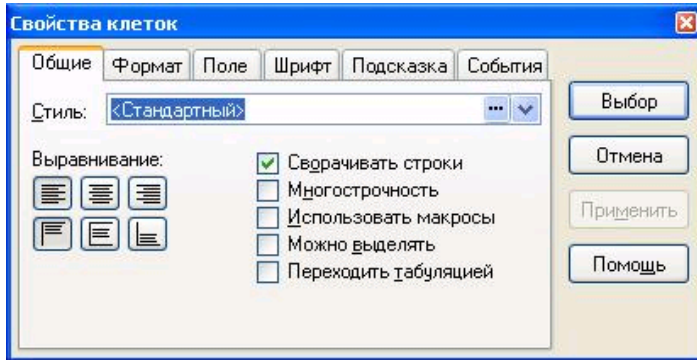 Свойства клеток
Общие Формат Поле Шрифт Подсказка События
Стиль: <Стандартный>
Выбор
Выравнивание:
Сворачивать строки
Отмена
Многострочность
Использовать макросы
Применить
Можно выделять
Переходить табуляцией
Помощь